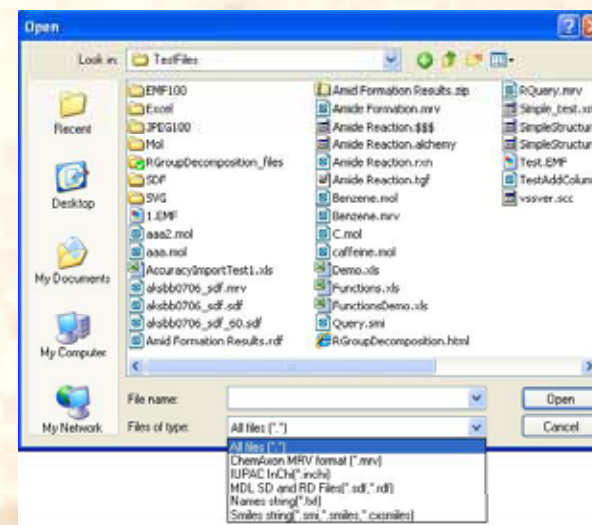 Open
Look in:
TestFiles
Recent
Desktop
My Documents
My Computer
My Network
EMF100
Excel
JPEG100
Mol
RGroupDecomposition_files
SDF
SVG
1.EMF
aaa2.mol
aaa.mol
AccuracyImportTest1.xls
aksbb0706_sdf.mrv
aksbb0706_sdf.sdf
aksbb0706_sdf_60.sdf
Amid Formation Results.rdf
Amid Formation Results.zip
Amide Formation.mrv
Amide Reaction.$$$
Amide Reaction.alchemy
Amide Reaction.rxn
Amide Reaction.tgf
Benzene.mol
Benzene.mrv
C.mol
caffeine.mol
Demo.xls
Functions.xls
FunctionsDemo.xls
Query.smi
RGroupDecomposition.html
RQuery.mrv
Simple_test.xm
SimpleStructur
SimpleStructur
Test.EMF
TestAddColum
vssver.scc
File name:
Open
Files of type:
All files (*.*)
Cancel
All files (*.*)
ChemAxon MRV format (*.mrv)
IUPAC InChi(*.inchi)
MDL SD and RD Files(*.sdf,*.rdf)
Names string(*.txt)
Smiles string(*.smi,*.smiles,*.cxsmiles)